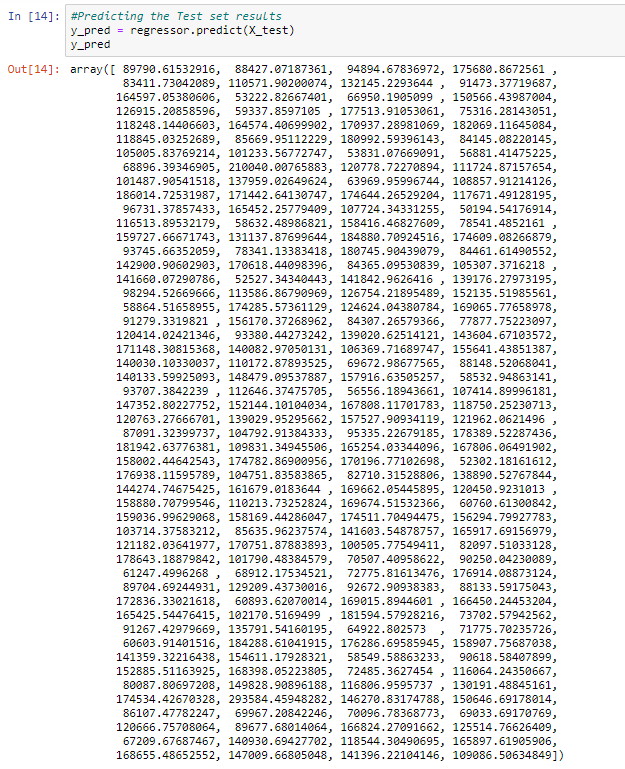 In [14]: #Predicting the Test set results
y_pred = regressor.predict(X_test)
y_pred
Out[14]: array([ 89790.61532916,  88427.07187361,  94894.67836972, 175680.8672561 ,
83411.73042089, 110571.90200074, 132145.2293644 ,  91473.37719687,
164597.05380606,  53222.82667401,  66950.1905099 , 150566.43987004,
126915.20858596,  59337.8597105 , 177513.91053061,  75316.28143051,
118248.14406603, 164574.40699902, 170937.28981069, 182069.11645084,
118845.03252689,  85669.95112229, 180992.59396143,  84145.08220145,
105005.83769214, 101233.56772747,  53831.07669091,  56881.41475225,
68896.39346905, 210040.00765883, 120778.72270894, 111724.87157654,
101487.90541518, 137959.02649624,  63969.95996744, 108857.91214126,
186014.72531987, 171442.64130747, 174644.26529204, 117671.49128195,
96731.37857433, 165452.25779409, 107724.34331255,  50194.54176914,
116513.89532179,  58632.48986821, 158416.46827609,  78541.4852161 ,
159727.66671743, 131137.87699644, 184880.70924516, 174609.08266879,
93745.66352059,  78341.13383418, 180745.90439079,  84461.61490552,
142900.90602903, 170618.44098396,  84365.09530839, 105307.3716218 ,
141660.07290786,  52527.34340443, 141842.9626416 , 139176.27973195,
98294.52669666, 113586.86790969, 126754.21895489, 152135.51985561,
58864.51658955, 174285.57361129, 124624.04380784, 169065.77658978,
91279.3319821 , 156170.37268962,  84307.26579366,  77877.75223097,
120414.02421346,  93380.44273242, 139020.62514121, 143604.67103572,
171148.30815368, 140082.97050131, 106369.71689747, 155641.43851387,
140030.10330037, 110172.87893525,  69672.98677565,  88148.52068041,
140133.59925093, 148479.09537887, 157916.63505257,  58532.94863141,
93707.3842239 , 112646.37475705,  56556.18943661, 107414.89996181,
147352.80227752, 152144.10104034, 167808.11701783, 118750.25230713,
120763.27666701, 139029.95295662, 157527.90934119, 121962.0621496 ,
87091.32399737, 104792.91384333,  95335.22679185, 178389.52287436,
181942.63776381, 109831.34945506, 165254.03344096, 167806.06491902,
158002.44642543, 174782.86900956, 170196.77102698,  52302.18161612,
176938.11595789, 104751.83583865,  82710.31528806, 138890.52767844,
144274.74675425, 161679.0183644 , 169662.05445895, 120450.9231013 ,
158880.70799546, 110213.73252824, 169674.51532366,  60760.61300842,
159036.99629068, 158169.44286047, 174511.70494475, 156294.79927783,
103714.37583212,  85635.96237574, 141603.54878757, 165917.69156979,
121182.03641977, 170751.87883893, 100505.77549411,  82097.51033128,
178643.18879842, 101790.48384579,  70507.40958622,  90250.04230089,
61247.4996268 ,  68912.17534521,  72775.81613476, 176914.08873124,
89704.69244931, 129209.43730016,  92672.90938383,  88133.59175043,
172836.33021618,  60893.62070014, 169015.8944601 , 166450.24453204,
165425.54476415, 102170.5169499 , 181594.57928216,  73702.57942562,
91267.42979669, 135791.54160195,  64922.802573  ,  71775.70235726,
60603.91401516, 184288.61041915, 176286.69585945, 158907.75687038,
141359.32216438, 154611.17928321,  58549.58863233,  90618.58407899,
152885.51163925, 168398.05223805,  72485.3627454 , 116064.24350667,
80087.80697208, 149828.90896188, 116806.9595737 , 130191.48845161,
174534.42670328, 293584.45948282, 146270.83174788, 150646.69178014,
86107.47782247,  69967.20842246,  70096.78368773,  69033.69170769,
120666.75708064,  89677.68014064, 166824.27091662, 125514.76626409,
67209.67687467, 140930.69427702, 118544.30490695, 165897.61905906,
168655.48652552, 147009.66805048, 141396.22104146, 109086.50634849])